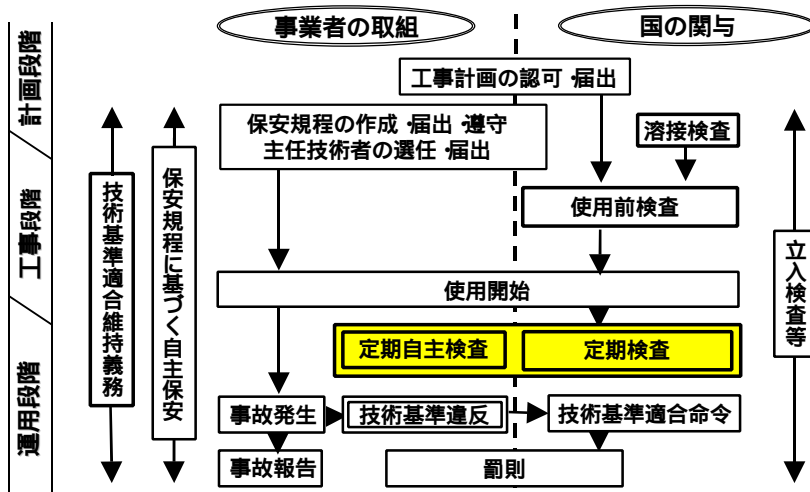 事業者の取組
国の関与
計画段階
工事段階
運用段階
工事計画の認可・届出
保安規程の作成・届出・遵守
主任技術者の選任・届出
溶接検査
使用前検査
技術基準適合維持義務
保安規程に基づく自主保安
立入検査等
使用開始
定期自主検査
定期検査
事故発生
技術基準違反
技術基準適合命令
事故報告
罰則